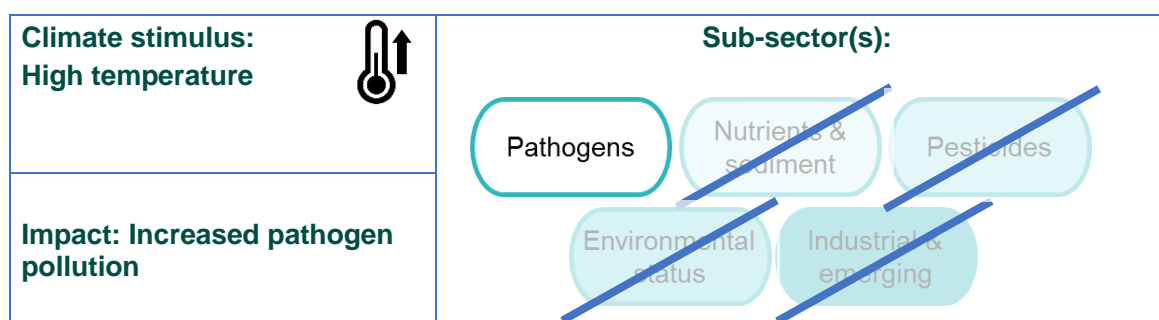 Climate stimulus:
High temperature
Sub-sector(s):
Pathogens
Nutrients &
sediment
Pesticides
Impact: Increased pathogen
pollution
Environmental
status
Industrial &
emerging